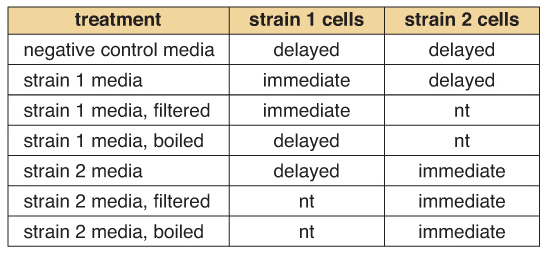 treatment strain 1 cells strain 2 cells
negative control media delayed delayed
strain 1 media immediate delayed
strain 1 media, filtered immediate nt
strain 1 media, boiled delayed nt
strain 2 media delayed immediate
strain 2 media, filtered nt immediate
strain 2 media, boiled nt immediate